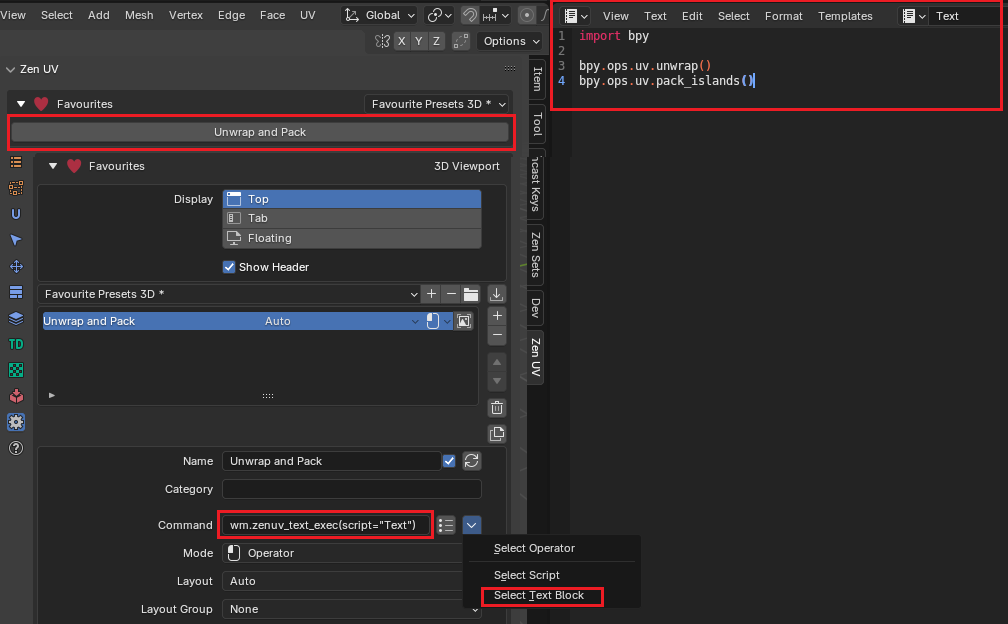 View Select Add Mesh Vertex Edge Face UV Global
X Y Z Options
Zen UV
Favourites Favourite Presets 3D *
Unwrap and Pack
Favourites 3D Viewport
Display Top
Tab
Floating
Show Header
Favourite Presets 3D *
Unwrap and Pack Auto
Name Unwrap and Pack
Category
Command wm.zenuv_text_exec(script="Text")
Mode Operator
Layout Auto
Layout Group None
Select Operator
Select Script
Select Text Block
U
TD
Item
Tool
Keys
Zen Sets
Dev
Zen UV
View Text Edit Select Format Templates Text
1 import bpy
2
3 bpy.ops.uv.unwrap()
4 bpy.ops.uv.pack_islands()